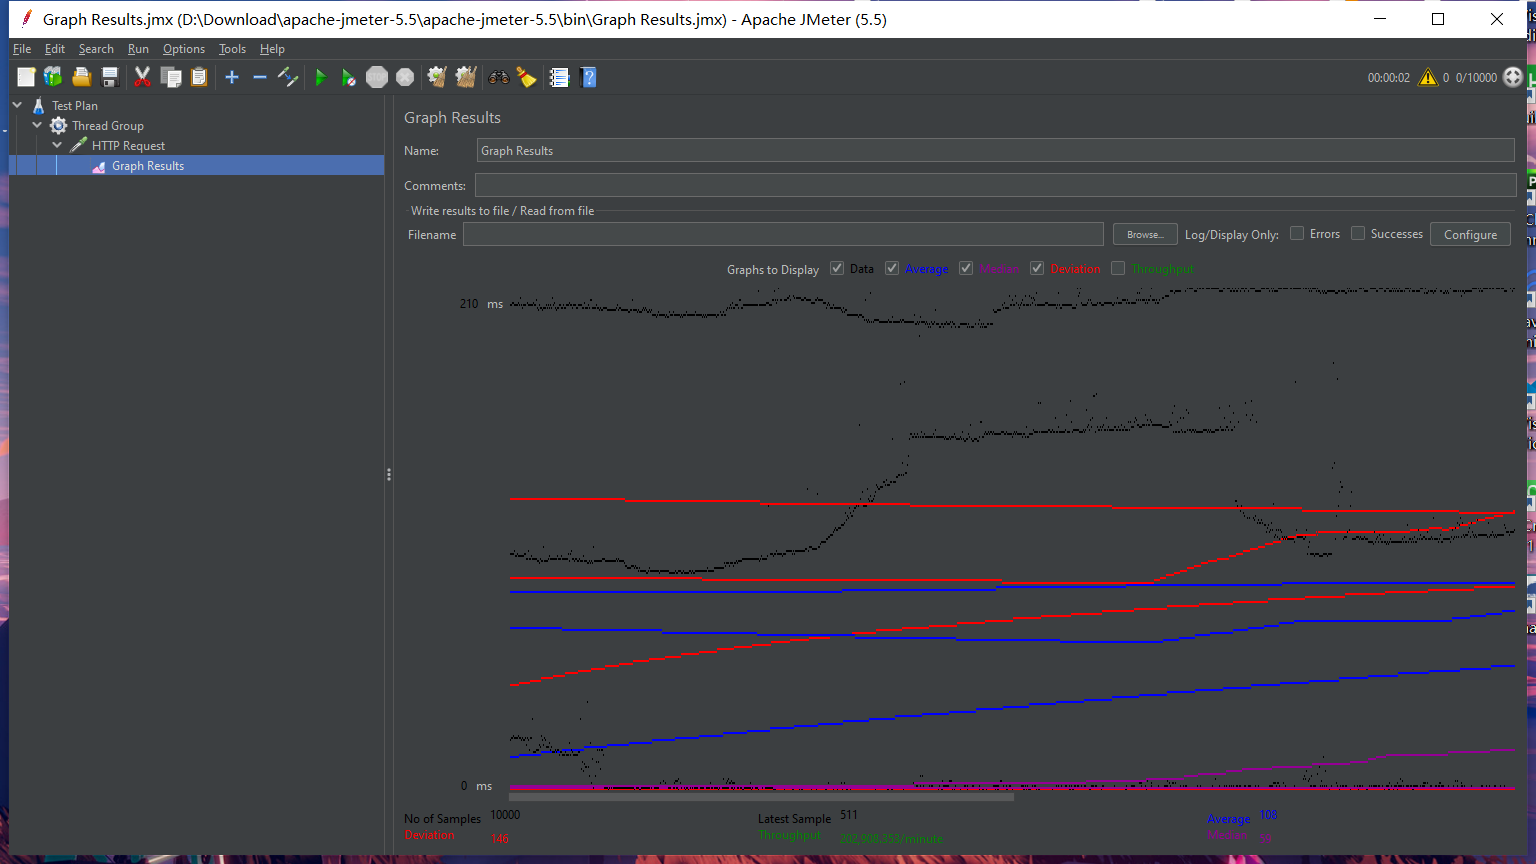 Graph Results.jmx (D:\Download\apache-jmeter-5.5\apache-jmeter-5.5\bin\Graph Results.jmx) - Apache JMeter (5.5)
File Edit Search Run Options Tools Help
STOP
00:00:02 0 0/10000
Test Plan
Thread Group
HTTP Request
Graph Results
Graph Results
Name: Graph Results
Comments:
Write results to file / Read from file
Filename Browse... Log/Display Only: Errors Successes Configure
Graphs to Display Data Average Median Deviation Throughput
210 ms
0 ms
No of Samples 10000 Latest Sample 511 Average 108
Deviation 146 Throughput 202,908.353/minute Median 39